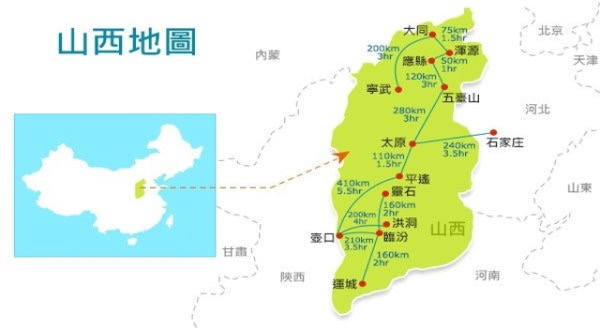 山西地圖
大同
75km
1.5hr
北京
內蒙
200km
3hr
渾源
應縣
50km
1hr
天津
120km
3hr
寧武
五臺山
280km
3hr
河北
太原
石家庄
240km
3.5hr
110km
1.5hr
平遙
410km
5.5hr
靈石
山東
160km
2hr
200km
4hr
洪洞
山西
壺口
210km
3.5hr
臨汾
甘肅
160km
2hr
陝西
河南
運城